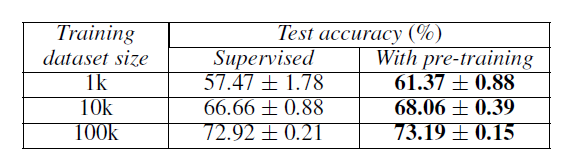 Training Test accuracy (%)
dataset size Supervised With pre-training
1k 57.47 ± 1.78 61.37 ± 0.88
10k 66.66 ± 0.88 68.06 ± 0.39
100k 72.92 ± 0.21 73.19 ± 0.15